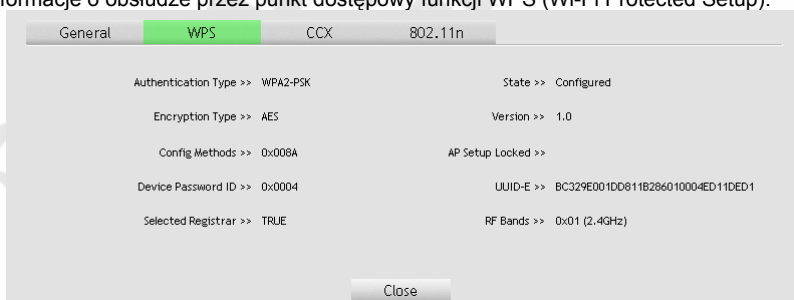 formacje o obsłudze przez punkt dostępowy funkcji WPS (Wi-Fi Protected Setup).
General WPS CCX 802.11n
Authentication Type >> WPA2-PSK State >> Configured
Encryption Type >> AES Version >> 1.0
Config Methods >> 0x008A AP Setup Locked >>
Device Password ID >> 0x0004 UUID-E >> BC329E001DD811B286010004ED11DED1
Selected Registrar >> TRUE RF Bands >> 0x01 (2.4GHz)
Close